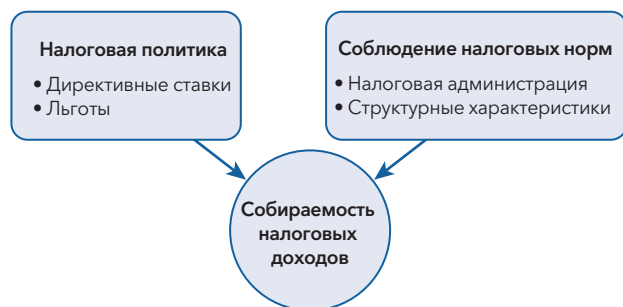 Налоговая политика
• Директивные ставки
• Льготы
Соблюдение налоговых норм
• Налоговая администрация
• Структурные характеристики
Собираемость
налоговых
доходов